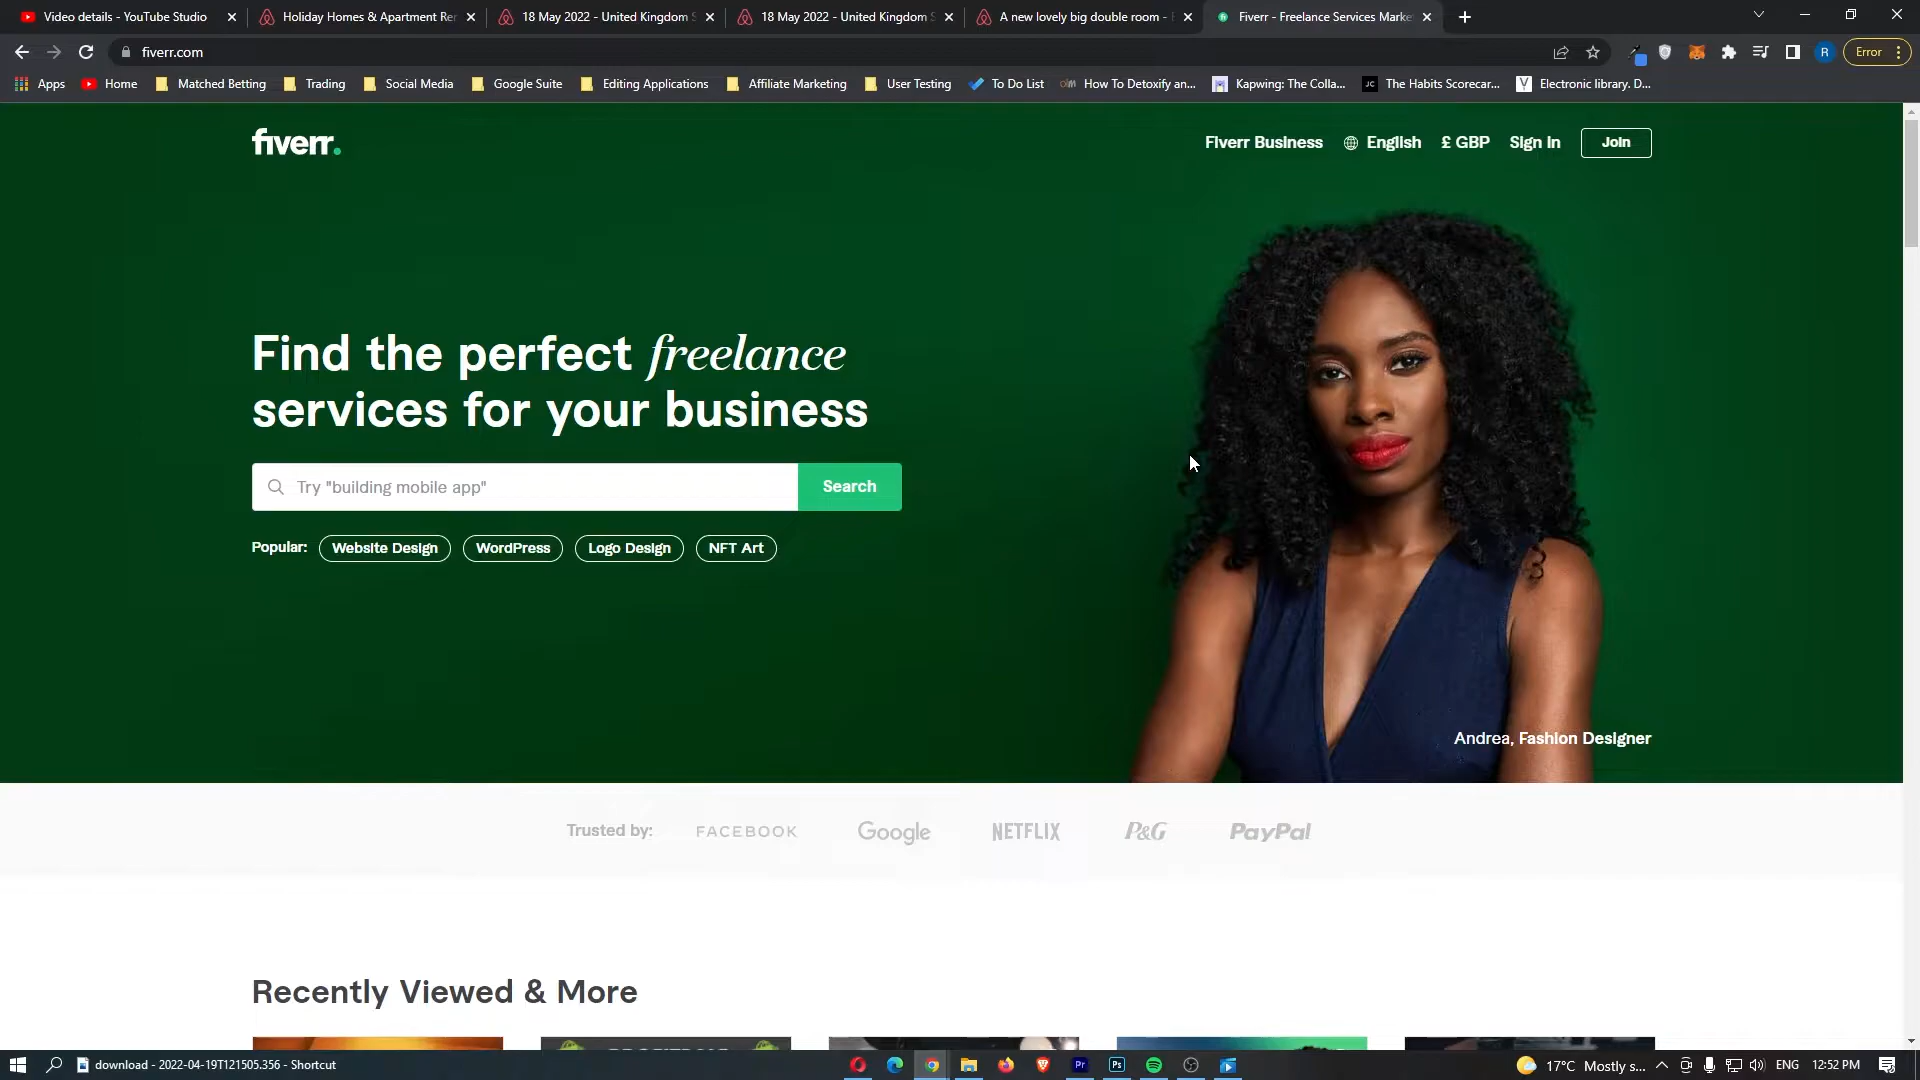 Video details - YouTube Studio
Holiday Homes & Apartment Ren
18 May 2022 - United Kingdom S
18 May 2022 - United Kingdom S
A new lovely big double room -
Fiverr - Freelance Services Marke
fiverr.com
R
Error
Apps
Home
Matched Betting
Trading
Social Media
Google Suite
Editing Applications
Affiliate Marketing
User Testing
To Do List
How To Detoxify an...
Kapwing: The Colla...
JC
The Habits Scorecar...
Electronic library. D...
fiverr.
Fiverr Business
English
£ GBP
Sign In
Join
Find the perfect freelance
services for your business
Try "building mobile app"
Search
Popular:
Website Design
WordPress
Logo Design
NFT Art
Andrea, Fashion Designer
Trusted by:
FACEBOOK
Google
NETFLIX
P&G
PayPal
Recently Viewed & More
download - 2022-04-19T121505.356 - Shortcut
Pr
Ps
17°C
Mostly s...
ENG
12:52 PM